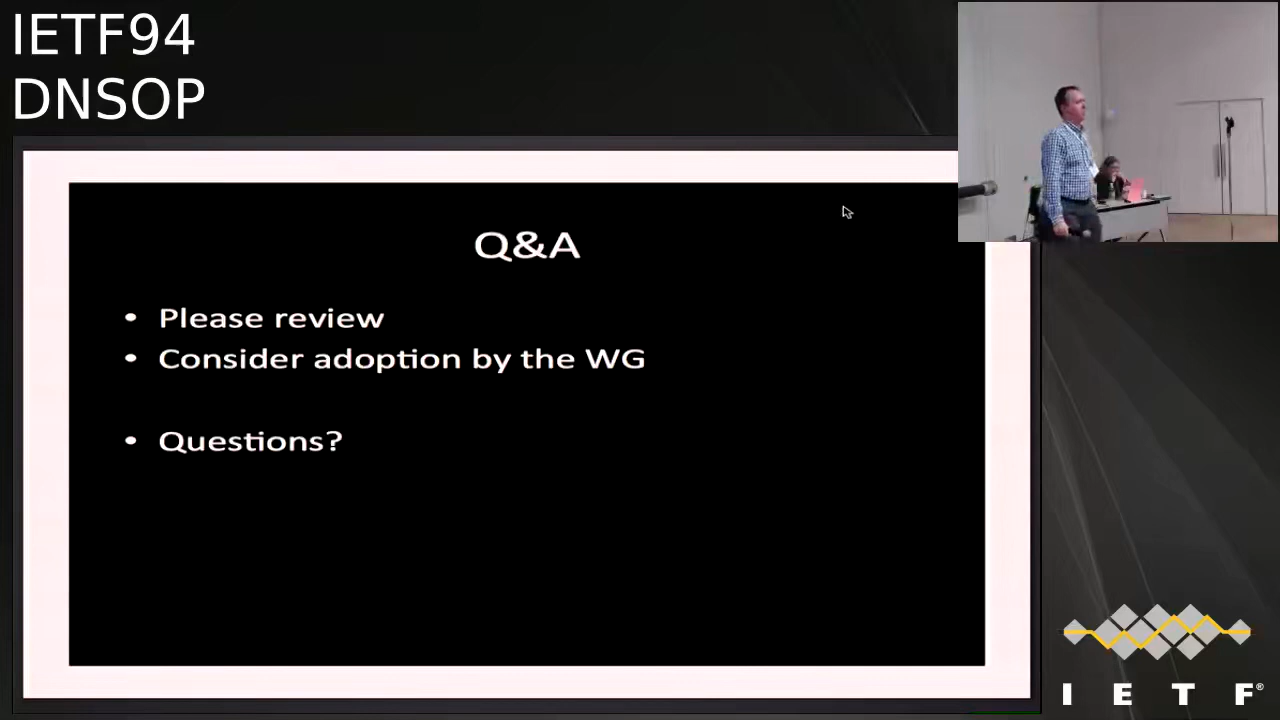 IETF94
DNSOP
Q&A
• Please review
• Consider adoption by the WG
• Questions?
I E T F®